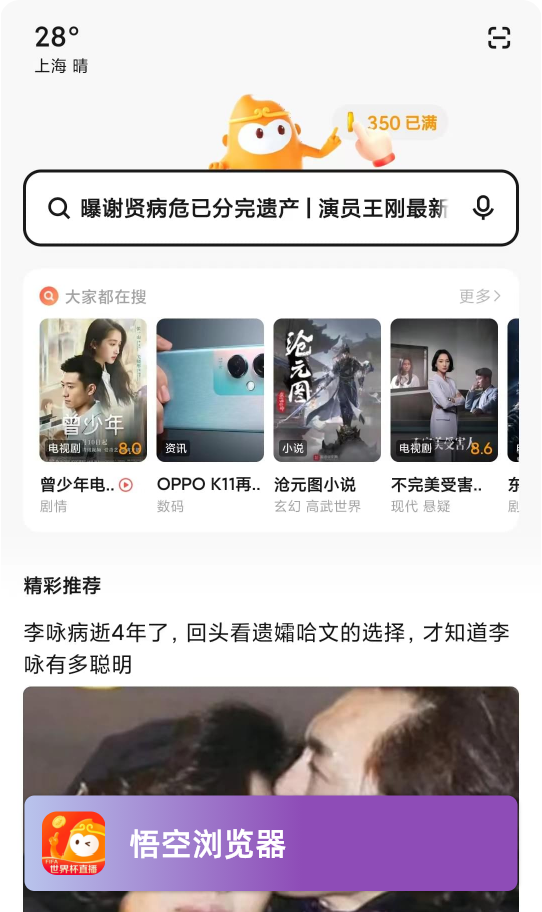 28°
上海 晴
350 已满
曝谢贤病危已分完遗产 | 演员王刚最新
大家都在搜
更多
曾少年
电视剧
8.0
资讯
沧元图
小说
电视剧
8.6
曾少年电..
OPPO K11再..
沧元图小说
不完美受害..
东
剧情
数码
玄幻 高武世界
现代 悬疑
剧
精彩推荐
李咏病逝4年了，回头看遗孀哈文的选择，才知道李
咏有多聪明
FIFA
世界杯直播
悟空浏览器